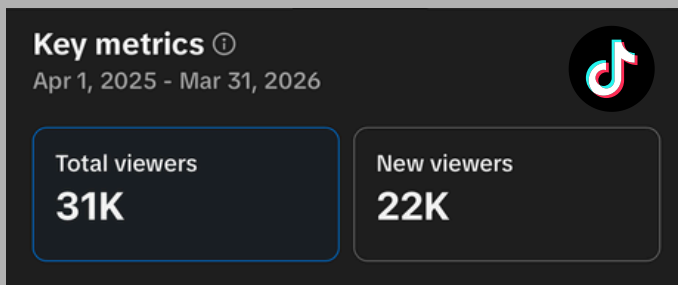 Key metrics
Apr 1, 2025 - Mar 31, 2026
Total viewers
31K
New viewers
22K